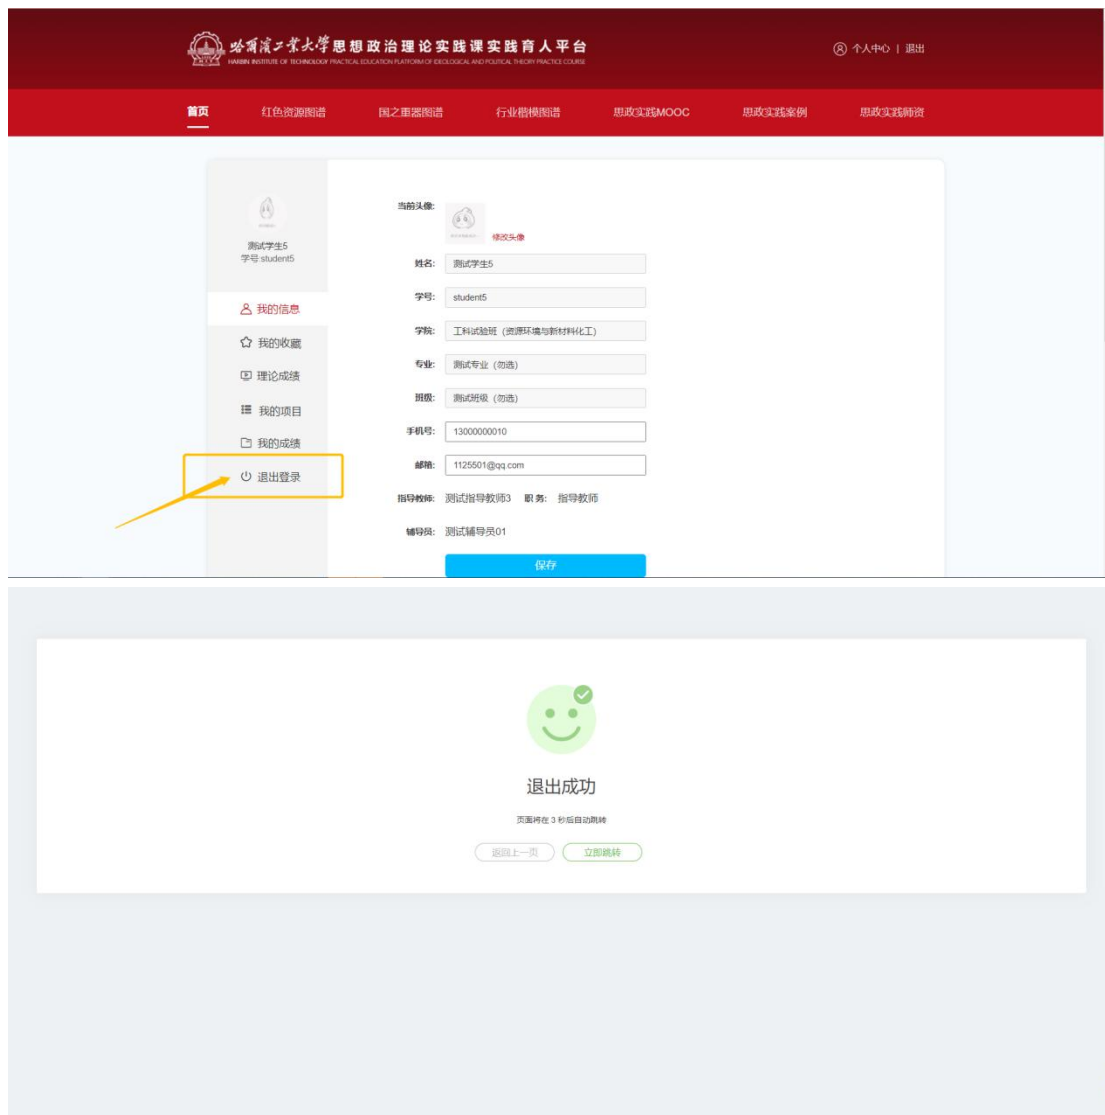 哈爾濱工業大學思想政治理论实践课实践育人平台
HARBIN INSTITUTE OF TECHNOLOGY PRACTICAL EDUCATION PLATFORM OF IDEOLOGICAL AND POLITICAL THEORY PRACTICE COURSE
个人中心 | 退出
首页 红色资源图谱 国之重器图谱 行业楷模图谱 思政实践MOOC 思政实践案例 思政实践师资
测试学生5
学号:student5
我的信息
我的收藏
理论成绩
我的项目
我的成绩
退出登录
当前头像:
修改头像
姓名: 测试学生5
学号: student5
学院: 工科试验班（资源环境与新材料化工）
专业: 测试专业（勿选）
班级: 测试班级（勿选）
手机号: 13000000010
邮箱: 1125501@qq.com
指导教师: 测试指导教师3 职 务: 指导教师
辅导员: 测试辅导员01
保存
退出成功
页面将在 3 秒后自动跳转
返回上一页 立即跳转